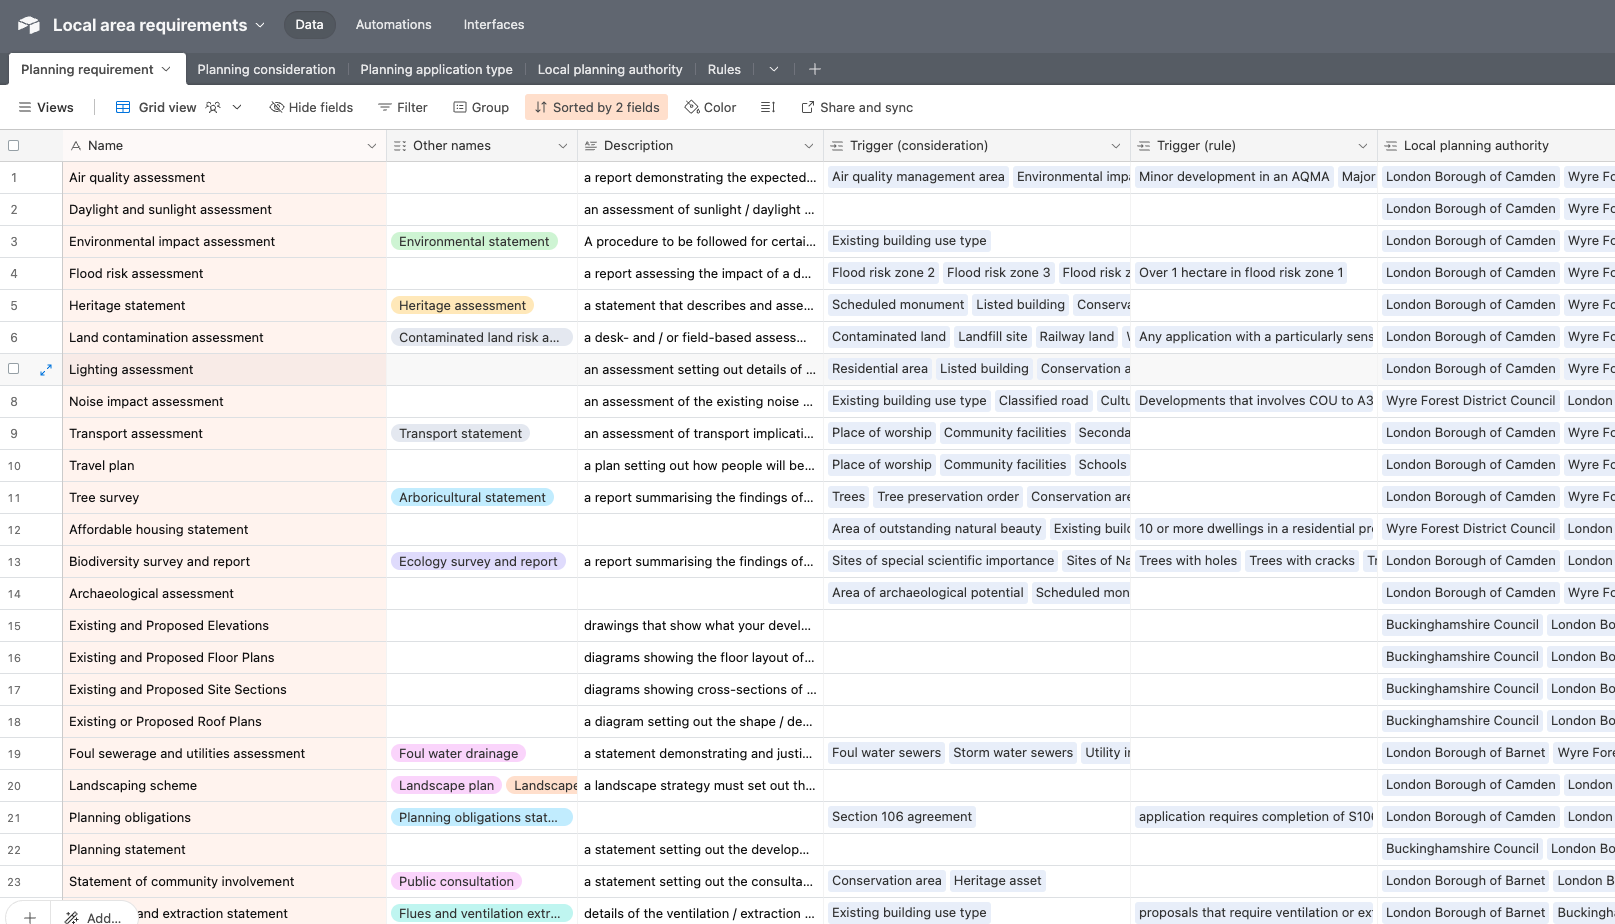 Local area requirements Data Automations Interfaces
Planning requirement Planning consideration Planning application type Local planning authority Rules
Views Grid view Hide fields Filter Group Sorted by 2 fields Color Share and sync
Name Other names Description Trigger (consideration) Trigger (rule) Local planning authority
1 Air quality assessment a report demonstrating the expected... Air quality management area Environmental impa Minor development in an AQMA Major London Borough of Camden Wyre Fo
2 Daylight and sunlight assessment an assessment of sunlight / daylight ... London Borough of Camden Wyre Fo
3 Environmental impact assessment Environmental statement A procedure to be followed for certai... Existing building use type London Borough of Camden Wyre Fo
4 Flood risk assessment a report assessing the impact of a d... Flood risk zone 2 Flood risk zone 3 Flood risk z Over 1 hectare in flood risk zone 1 London Borough of Camden Wyre Fo
5 Heritage statement Heritage assessment a statement that describes and asse... Scheduled monument Listed building Conserva London Borough of Camden Wyre Fo
6 Land contamination assessment Contaminated land risk a... a desk- and / or field-based assess... Contaminated land Landfill site Railway land Any application with a particularly sens London Borough of Camden Wyre Fo
Lighting assessment an assessment setting out details of ... Residential area Listed building Conservation a London Borough of Camden Wyre Fo
8 Noise impact assessment an assessment of the existing noise ... Existing building use type Classified road Cultu Developments that involves COU to A3 Wyre Forest District Council London
9 Transport assessment Transport statement an assessment of transport implicati... Place of worship Community facilities Seconda London Borough of Camden Wyre Fo
10 Travel plan a plan setting out how people will be... Place of worship Community facilities Schools London Borough of Camden Wyre Fo
11 Tree survey Arboricultural statement a report summarising the findings of... Trees Tree preservation order Conservation are London Borough of Camden Wyre Fo
12 Affordable housing statement Area of outstanding natural beauty Existing build 10 or more dwellings in a residential pr Wyre Forest District Council London
13 Biodiversity survey and report Ecology survey and report a report summarising the findings of... Sites of special scientific importance Sites of Na Trees with holes Trees with cracks Tr London Borough of Camden London
14 Archaeological assessment Area of archaeological potential Scheduled mon London Borough of Camden Wyre Fo
15 Existing and Proposed Elevations drawings that show what your devel... Buckinghamshire Council London Bo
16 Existing and Proposed Floor Plans diagrams showing the floor layout of... Buckinghamshire Council London Bo
17 Existing and Proposed Site Sections diagrams showing cross-sections of ... Buckinghamshire Council London Bo
18 Existing or Proposed Roof Plans a diagram setting out the shape / de... Buckinghamshire Council London Bo
19 Foul sewerage and utilities assessment Foul water drainage a statement demonstrating and justi... Foul water sewers Storm water sewers Utility in London Borough of Barnet Wyre Fore
20 Landscaping scheme Landscape plan Landscape a landscape strategy must set out th... London Borough of Camden London
21 Planning obligations Planning obligations stat... Section 106 agreement application requires completion of S10 London Borough of Camden London
22 Planning statement a statement setting out the develop... Buckinghamshire Council London Bo
23 Statement of community involvement Public consultation a statement setting out the consulta... Conservation area Heritage asset London Borough of Barnet London B
Add... and extraction statement Flues and ventilation extr... details of the ventilation / extraction ... Existing building use type proposals that require ventilation or ex London Borough of Barnet Bucking